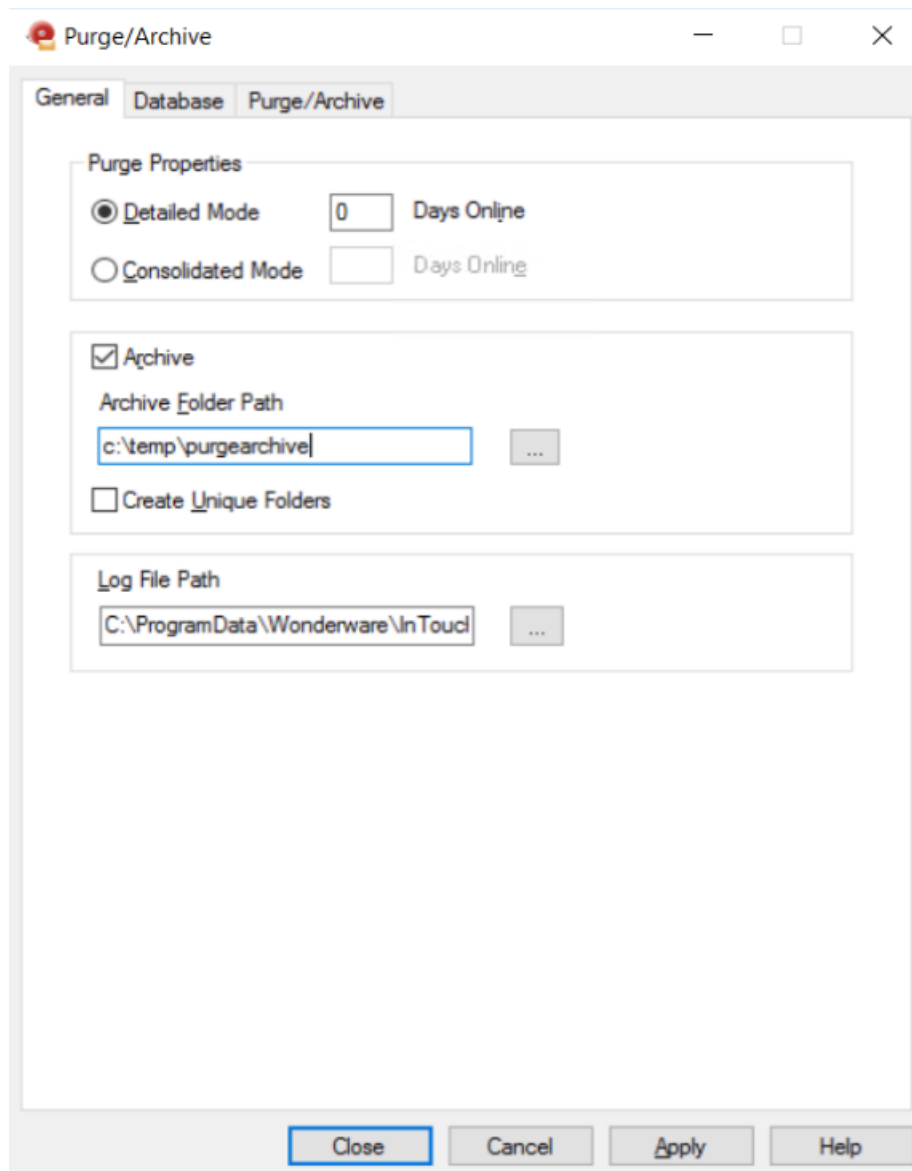 Purge/Archive
General Database Purge/Archive
Purge Properties
Detailed Mode 0 Days Online
Consolidated Mode Days Online
Archive
Archive Folder Path
c:\temp\purgearchive
...
Create Unique Folders
Log File Path
C:\ProgramData\Wonderware\InToucl
...
Close Cancel Apply Help